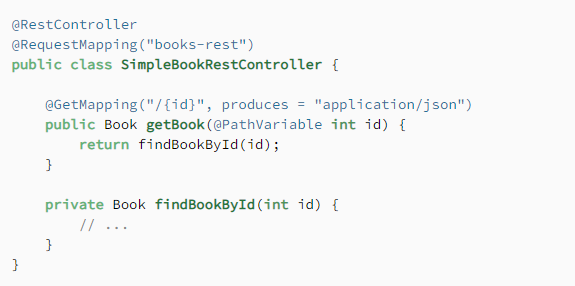 @RestController
@RequestMapping("books-rest")
public class SimpleBookRestController {
@GetMapping("/{id}", produces = "application/json")
public Book getBook(@PathVariable int id) {
return findBookById(id);
}
private Book findBookById(int id) {
// ...
}
}